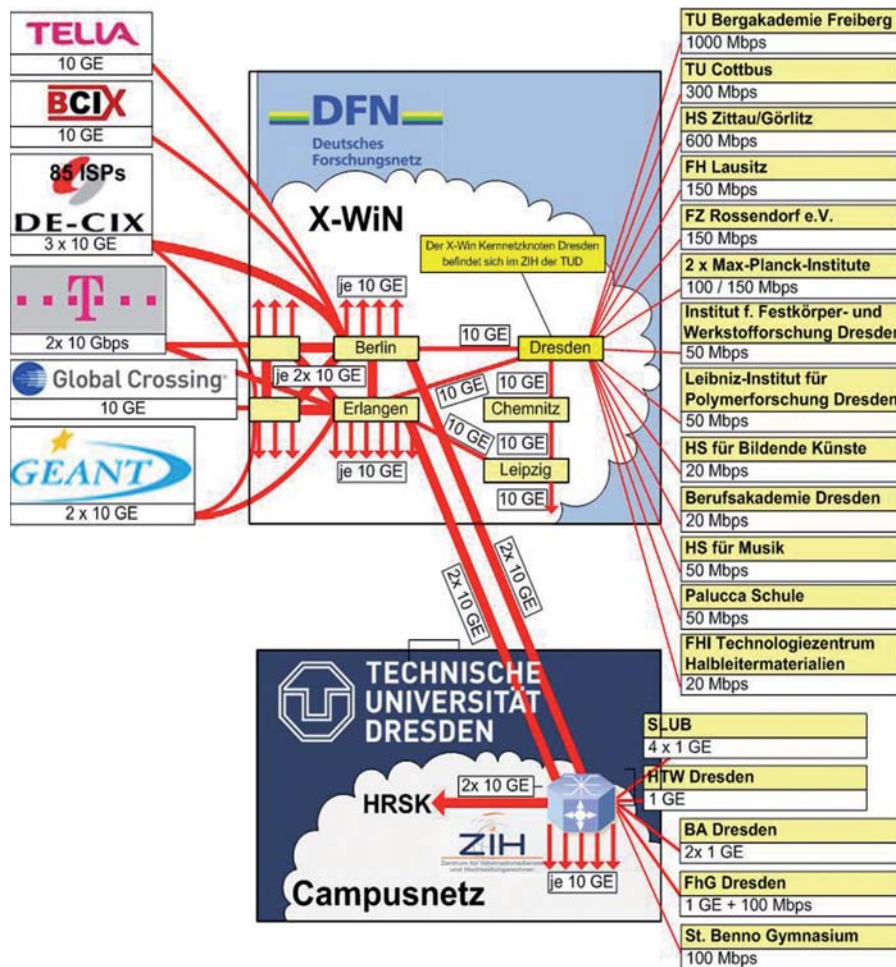 TELIA
10 GE
BCIX
10 GE
85 ISPs
DE-CIX
3 x 10 GE
T
2x 10 Gbps
Global Crossing
10 GE
GEANT
2 x 10 GE
DFN
Deutsches
Forschungsnetz
X-WiN
Der X-Win Kernnetzknoten Dresden
befindet sich im ZIH der TUD
je 10 GE
Berlin
10 GE
Dresden
je 2x 10 GE
10 GE
10 GE
Erlangen
Chemnitz
10 GE
10 GE
je 10 GE
Leipzig
10 GE
2x 10 GE
2x 10 GE
TU Bergakademie Freiberg
1000 Mbps
TU Cottbus
300 Mbps
HS Zittau/Görlitz
600 Mbps
FH Lausitz
150 Mbps
FZ Rossendorf e.V.
150 Mbps
2 x Max-Planck-Institute
100 / 150 Mbps
Institut f. Festkörper- und
Werkstofforschung Dresden
50 Mbps
Leibniz-Institut für
Polymerforschung Dresden
50 Mbps
HS für Bildende Künste
20 Mbps
Berufsakademie Dresden
20 Mbps
HS für Musik
50 Mbps
Palucca Schule
50 Mbps
FHI Technologiezentrum
Halbleitermaterialien
20 Mbps
TECHNISCHE
UNIVERSITÄT
DRESDEN
2x 10 GE
HRSK
ZIH
Zentrum für Informationsdienste
und Hochleistungsrechnen
je 10 GE
Campusnetz
SLUB
4 x 1 GE
HTW Dresden
1 GE
BA Dresden
2x 1 GE
FhG Dresden
1 GE + 100 Mbps
St. Benno Gymnasium
100 Mbps